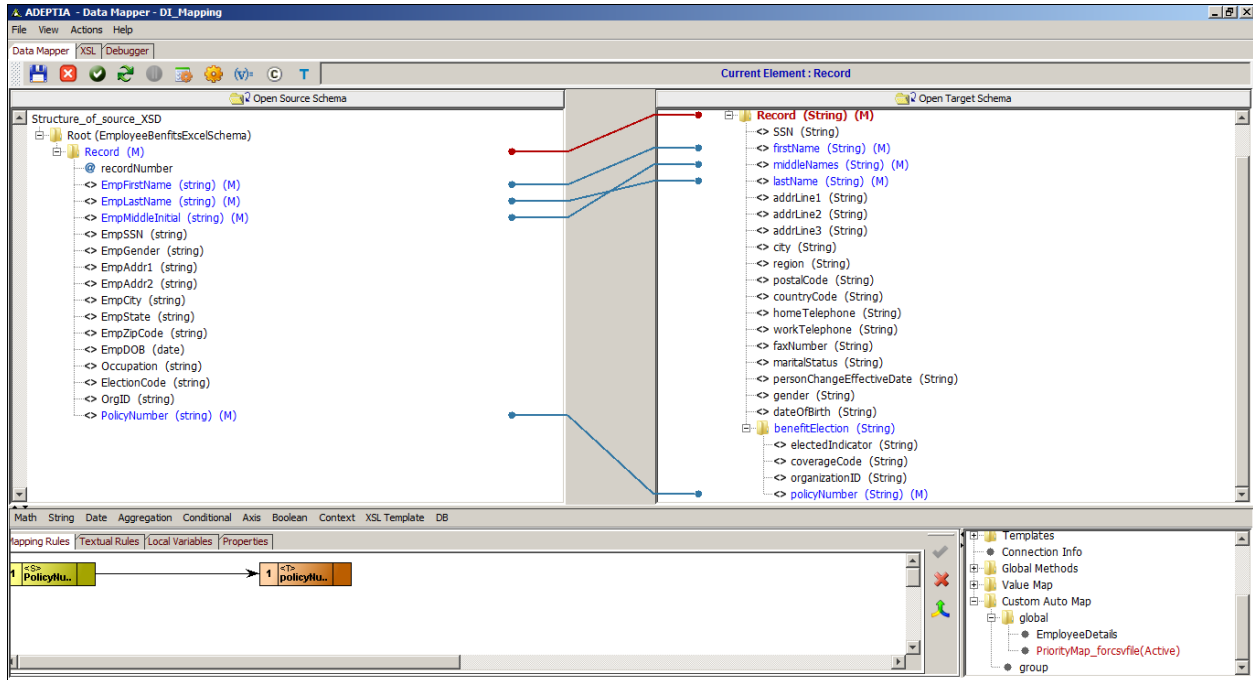 ADEPTIA - Data Mapper - DI_Mapping
File View Actions Help
Data Mapper XSL Debugger
(v)= C T Current Element : Record
Open Source Schema
Structure_of_source_XSD
Root (EmployeeBenfitsExcelSchema)
Record (M)
@ recordNumber
<> EmpFirstName (string) (M)
<> EmpLastName (string) (M)
<> EmpMiddleInitial (string) (M)
<> EmpSSN (string)
<> EmpGender (string)
<> EmpAddr1 (string)
<> EmpAddr2 (string)
<> EmpCity (string)
<> EmpState (string)
<> EmpZipCode (string)
<> EmpDOB (date)
<> Occupation (string)
<> ElectionCode (string)
<> OrgID (string)
<> PolicyNumber (string) (M)
Open Target Schema
Record (String) (M)
<> SSN (String)
<> firstName (String) (M)
<> middleNames (String) (M)
<> lastName (String) (M)
<> addrLine1 (String)
<> addrLine2 (String)
<> addrLine3 (String)
<> city (String)
<> region (String)
<> postalCode (String)
<> countryCode (String)
<> homeTelephone (String)
<> workTelephone (String)
<> faxNumber (String)
<> maritalStatus (String)
<> personChangeEffectiveDate (String)
<> gender (String)
<> dateOfBirth (String)
benefitElection (String)
<> electedIndicator (String)
<> coverageCode (String)
<> organizationID (String)
<> policyNumber (String) (M)
Math String Date Aggregation Conditional Axis Boolean Context XSL Template DB
Mapping Rules Textual Rules Local Variables Properties
1 <S> PolicyNu.. 1 <T> policyNu..
Templates
Connection Info
Global Methods
Value Map
Custom Auto Map
global
EmployeeDetails
PriorityMap_forcsvfile(Active)
group